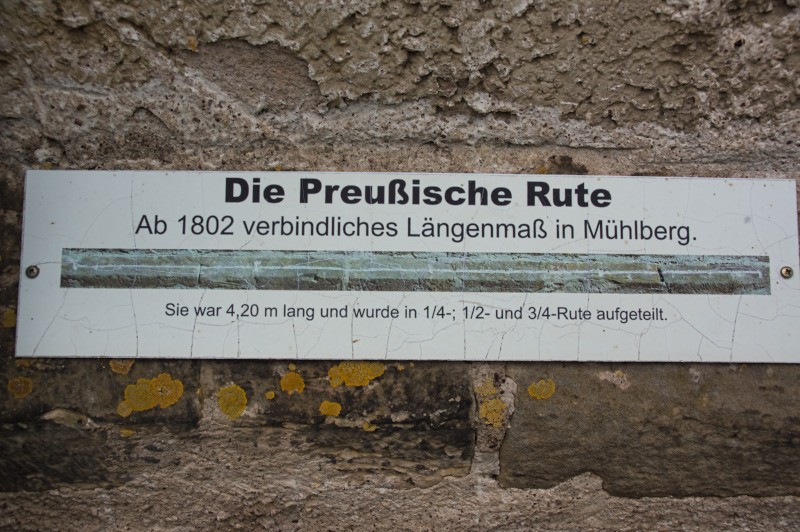 Die Preußische Rute
Ab 1802 verbindliches Längenmaß in Mühlberg.
Sie war 4,20 m lang und wurde in 1/4-; 1/2- und 3/4-Rute aufgeteilt.